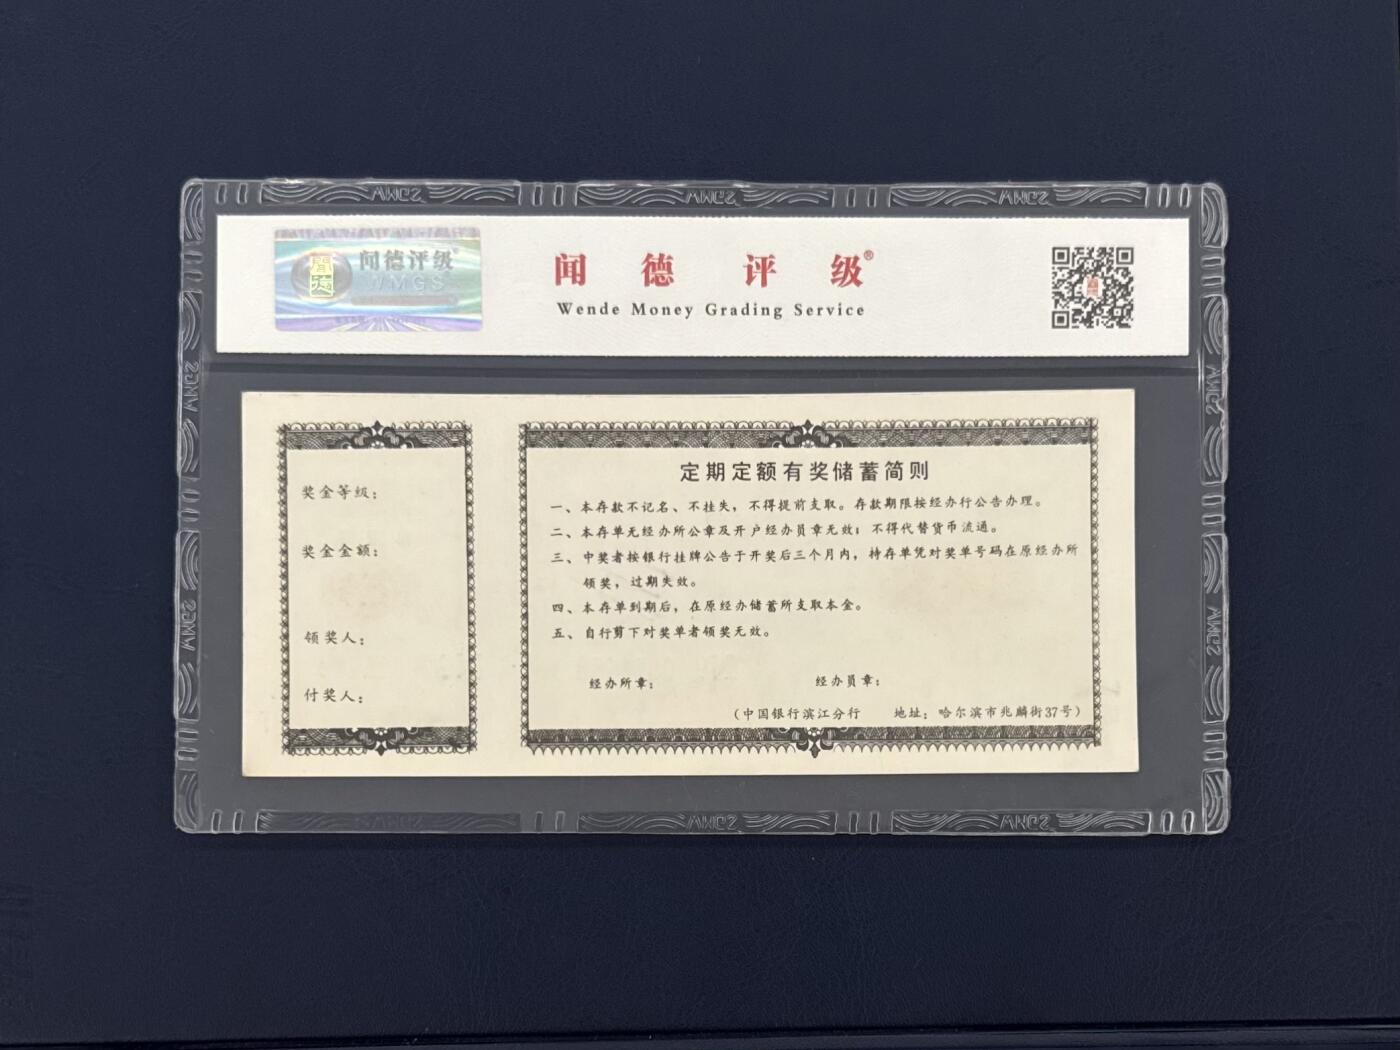 闻德评级
WMGS
闻德评级®
Wende Money Grading Service
奖金等级：
奖金金额：
领奖人：
付奖人：
定期定额有奖储蓄简则
一、本存款不记名、不挂失，不得提前支取。存款期限按经办行公告办理。
二、本存单无经办所公章及开户经办员章无效；不得代替货币流通。
三、中奖者按银行挂牌公告于开奖后三个月内，持存单凭对奖单号码在原经办所
领奖，过期失效。
四、本存单到期后，在原经办储蓄所支取本金。
五、自行剪下对奖单者领奖无效。
经办所章： 经办员章：
（中国银行滨江分行 地址：哈尔滨市兆麟街37号）